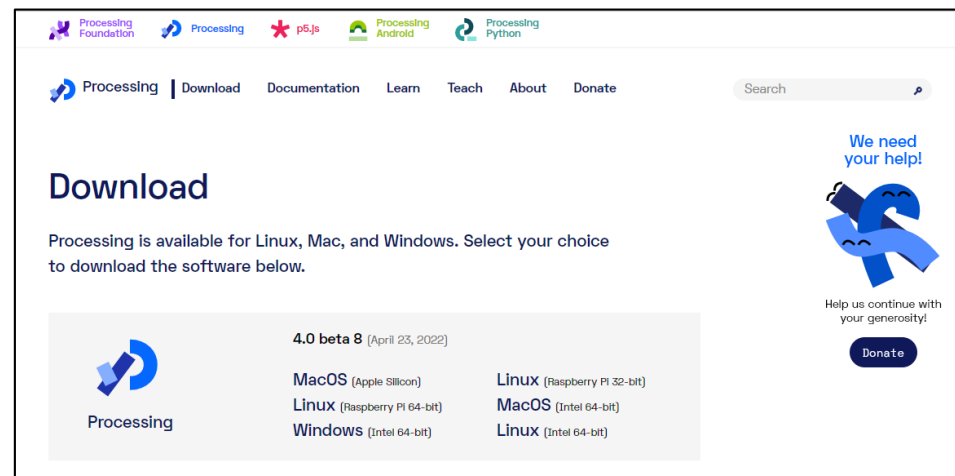 Processing Foundation
Processing
p5.js
Processing Android
Processing Python
Processing
Download Documentation Learn Teach About Donate
Search
We need
your help!
Download
Processing is available for Linux, Mac, and Windows. Select your choice
to download the software below.
Help us continue with
your generosity!
Donate
Processing
4.0 beta 8 (April 23, 2022)
MacOS (Apple Silicon)
Linux (Raspberry Pi 64-bit)
Windows (Intel 64-bit)
Linux (Raspberry Pi 32-bit)
MacOS (Intel 64-bit)
Linux (Intel 64-bit)